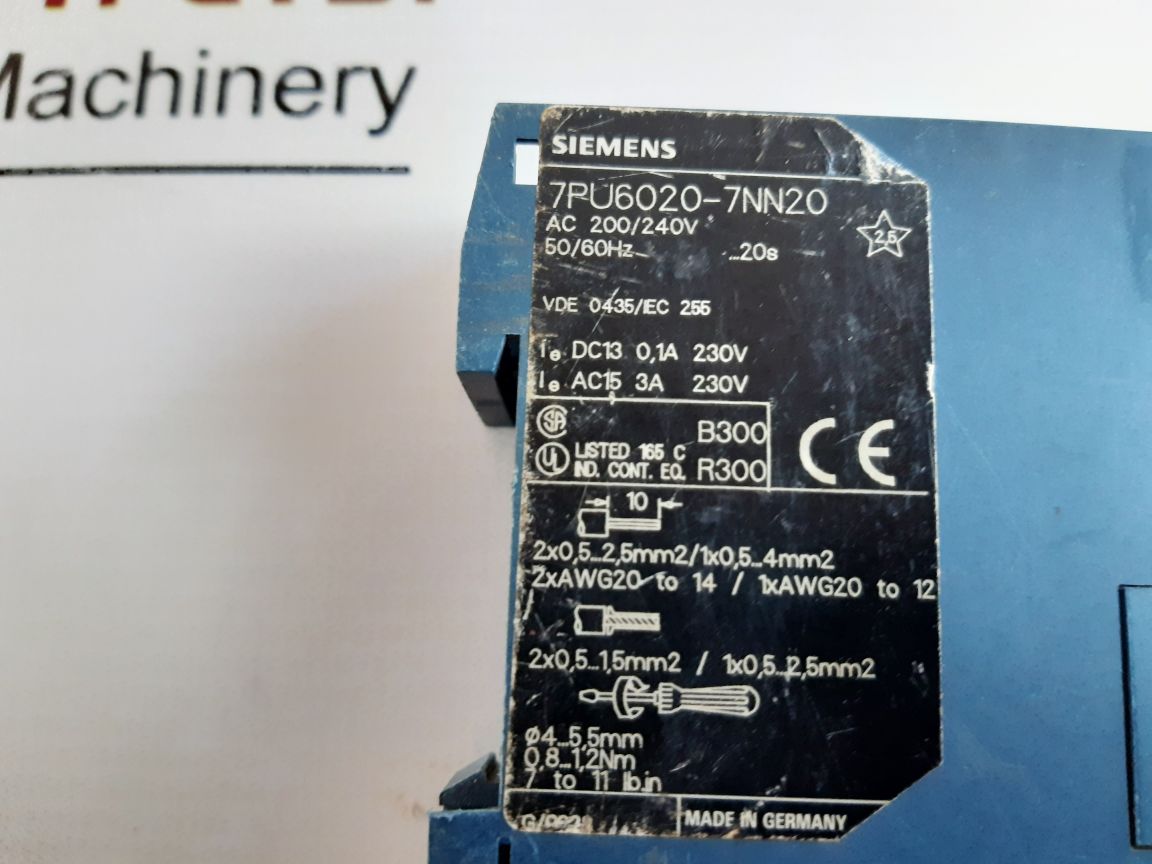 Machinery
SIEMENS
7PU6020-7NN20
AC 200/240V
50/60Hz ...20s
2,5
VDE 0435/IEC 255
Ie DC13 0,1A 230V
Ie AC15 3A 230V
SA B300
UL LISTED 165 C
IND. CONT. EQ. R300
CE
10
2x0,5...2,5mm2/1x0,5...4mm2
2xAWG20 to 14 / 1xAWG20 to 12
2x0,5...1,5mm2 / 1x0,5...2,5mm2
Ø4...5,5mm
0,8...1,2Nm
7 to 11 lb.in
MADE IN GERMANY